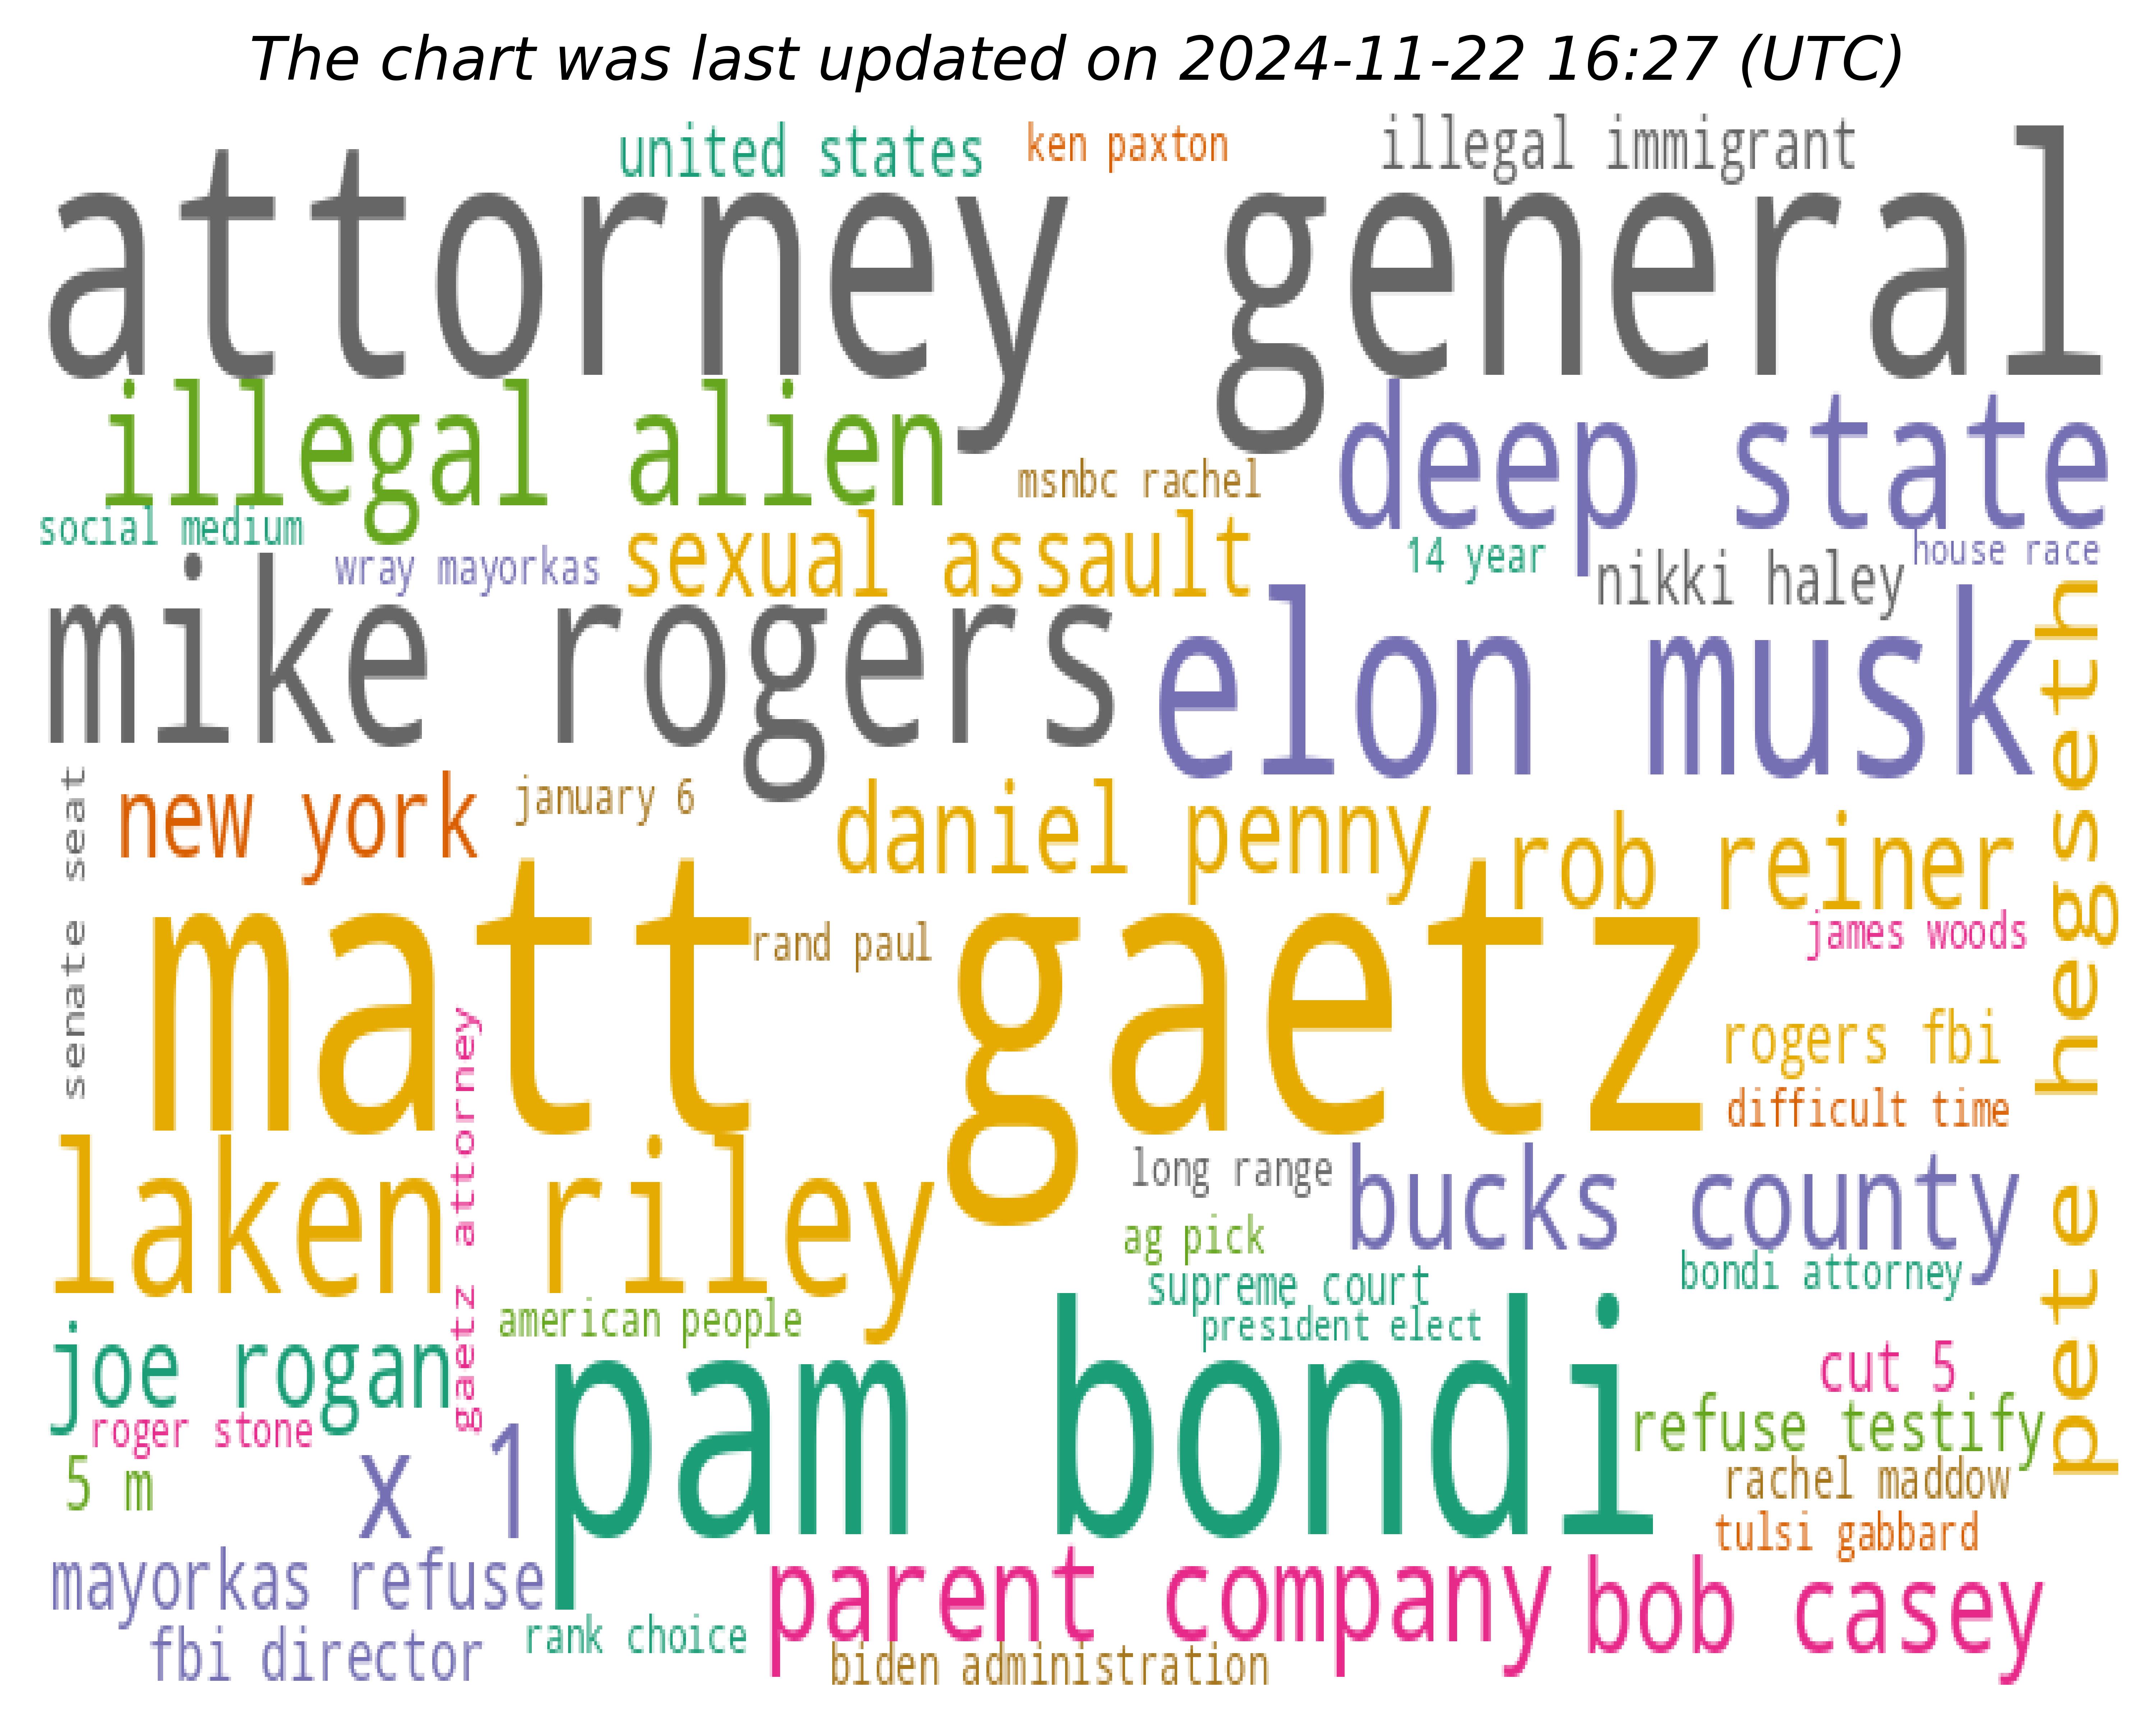 The chart was last updated on 2024-11-22 16:27 (UTC)
united states
ken paxton
illegal immigrant
attorney general
illegal alien
deep state
msnbc rachel
social medium
wray mayorkas
sexual assault
14 year
nikki haley
house race
mike rogers
elon musk
pete hegseth
senate seat
new york
january 6
daniel penny
rob reiner
matt gaetz
rand paul
james woods
rogers fbi
difficult time
gaetz attorney
laken riley
long range
bucks county
ag pick
supreme court
bondi attorney
american people
president elect
joe rogan
pam bondi
cut 5
roger stone
refuse testify
5 m
x 1
rachel maddow
tulsi gabbard
mayorkas refuse
parent company
bob casey
fbi director
rank choice
biden administration